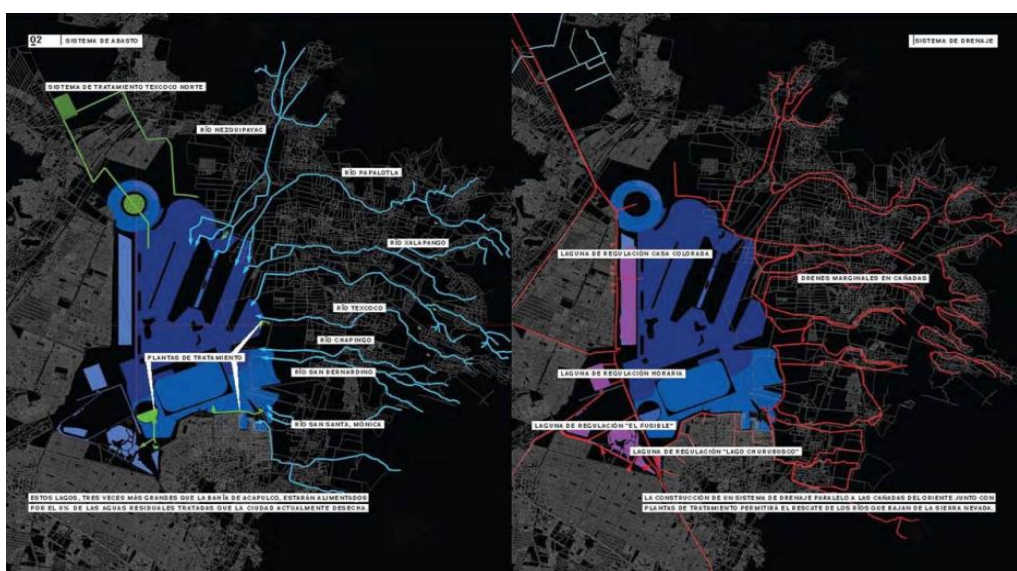 02
SISTEMA DE ABASTO
SISTEMA DE TRATAMIENTO TEXCOCO NORTE
RÍO NEZQUIPAYAC
RÍO PAPALOTLA
RÍO XALAPANGO
RÍO TEXCOCO
RÍO CHAPINGO
PLANTAS DE TRATAMIENTO
RÍO SAN BERNARDINO
RÍO SAN SANTA, MÓNICA
ESTOS LAGOS, TRES VECES MÁS GRANDES QUE LA BAHÍA DE ACAPULCO, ESTARÁN ALIMENTADOS
POR EL 6% DE LAS AGUAS RESIDUALES TRATADAS QUE LA CIUDAD ACTUALMENTE DESECHA.
SISTEMA DE DRENAJE
LAGUNA DE REGULACIÓN CASA COLORADA
DRENES MARGINALES EN CAÑADAS
LAGUNA DE REGULACIÓN HORARIA
LAGUNA DE REGULACIÓN "EL FUSIBLE"
LAGUNA DE REGULACIÓN "LAGO CHURUBUSCO"
LA CONSTRUCCIÓN DE UN SISTEMA DE DRENAJE PARALELO A LAS CAÑADAS DEL ORIENTE JUNTO CON
PLANTAS DE TRATAMIENTO PERMITIRÁ EL RESCATE DE LOS RÍOS QUE BAJAN DE LA SIERRA NEVADA.